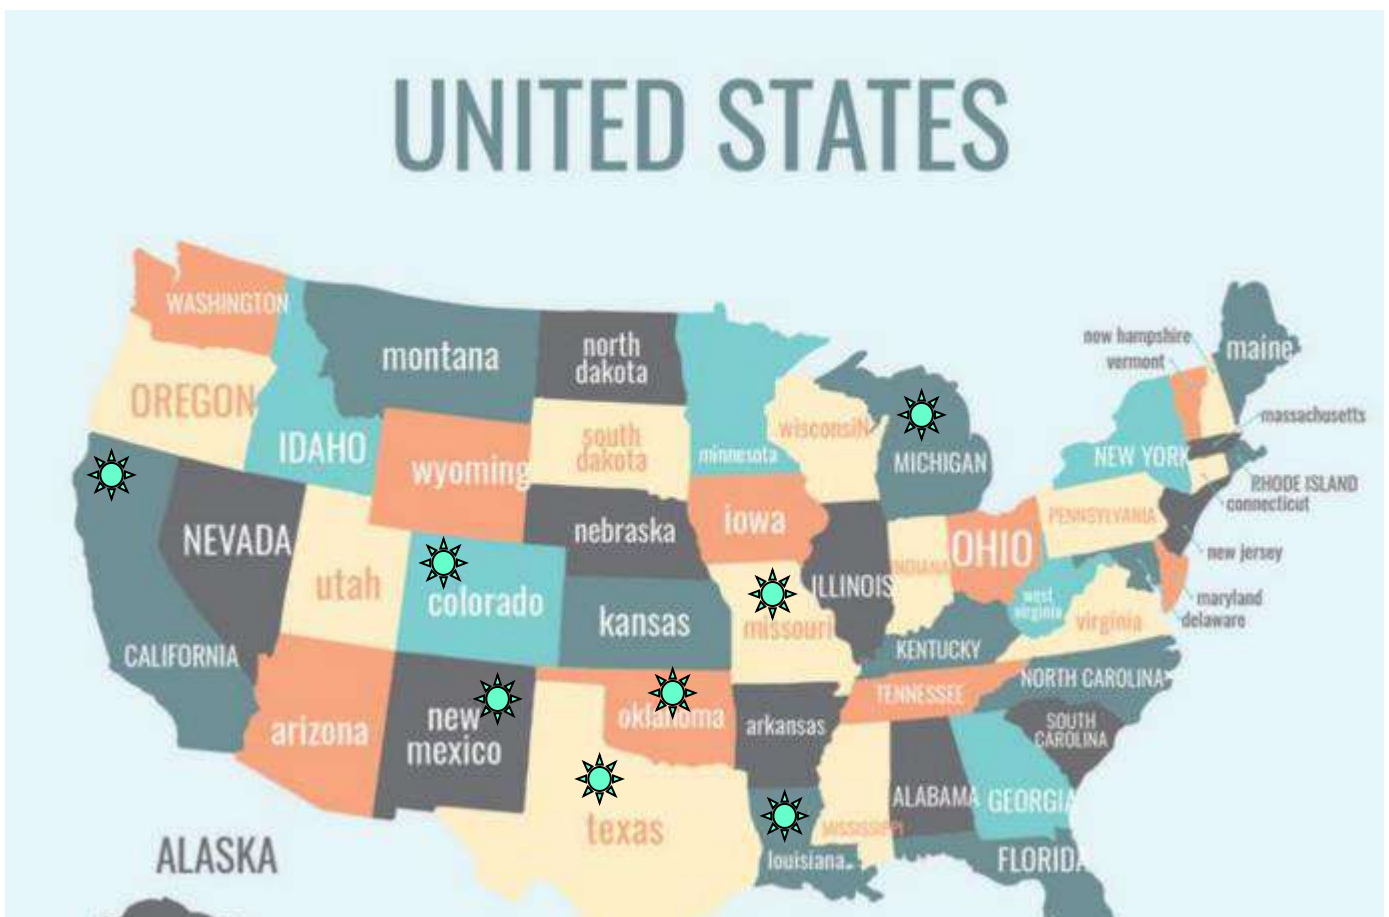 UNITED STATES
WASHINGTON
montana
north
dakota
now hampshire
vermont
maine
OREGON
IDAHO
wyoming
south
dakota
minnesota
wisconsiN
MICHIGAN
NEW YORK
massachusetts
RHODE ISLAND
connecticut
NEVADA
nebraska
iowa
PENNSYLVANIA
OHIO
new jersey
utah
colorado
kansas
missouri
ILLINOIS
INDIANA
west
virginia
virginia
maryland
delaware
CALIFORNIA
KENTUCKY
NORTH CAROLINA
arizona
new
mexico
oklahoma
arkansas
TENNESSEE
SOUTH
CAROLINA
texas
louisiana
MISSISSIPPI
ALABAMA
GEORGIA
FLORIDA
ALASKA